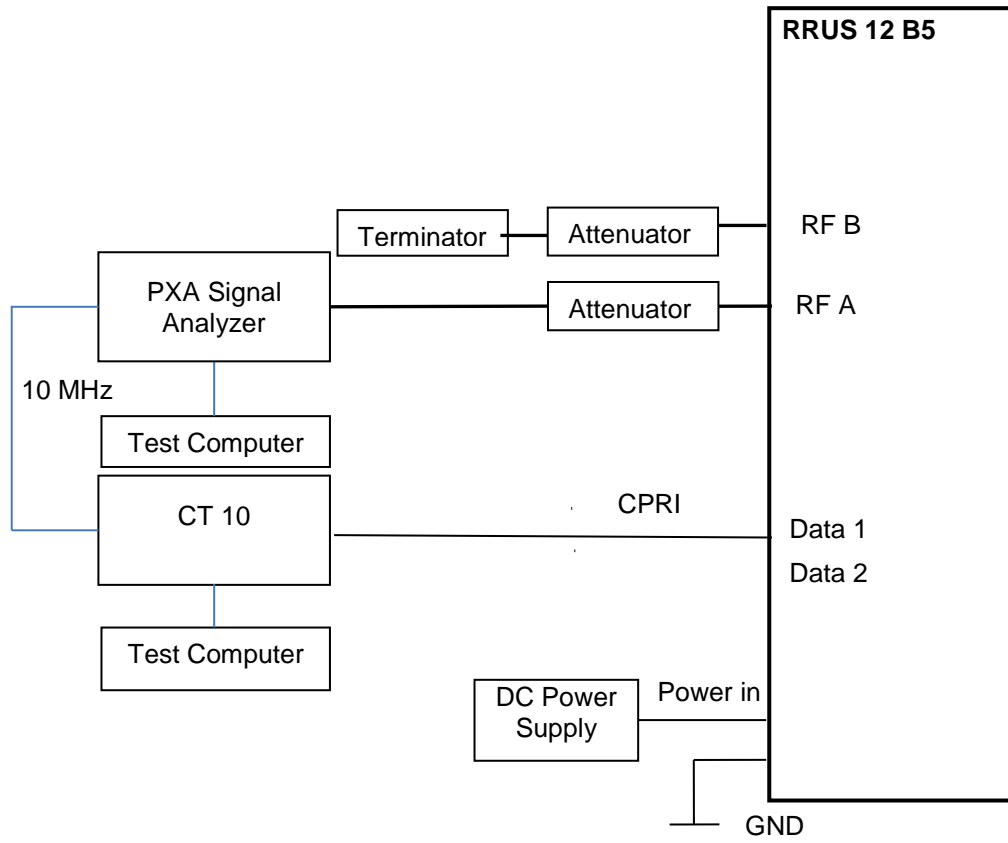 RRUS 12 B5
Terminator
Attenuator
RF B
PXA Signal
Analyzer
Attenuator
RF A
10 MHz
Test Computer
CT 10
CPRI
Data 1
Data 2
Test Computer
DC Power
Supply
Power in
GND